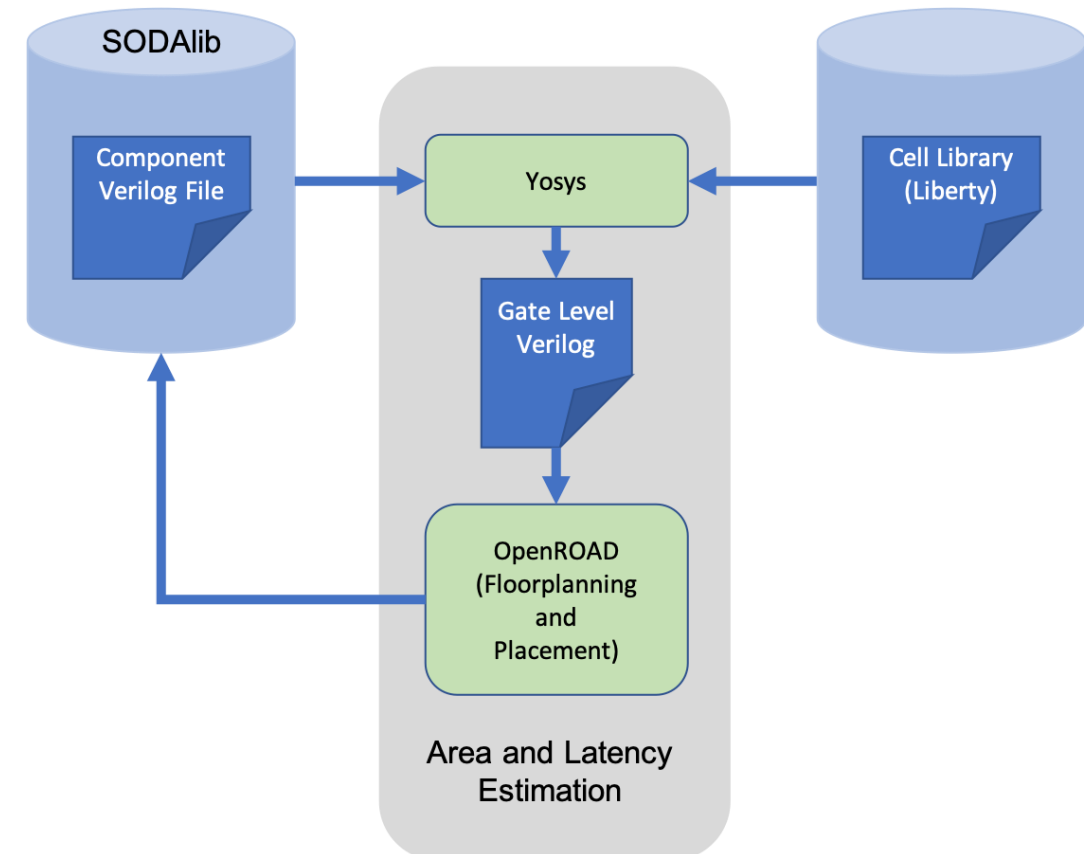 SODAlib
Component
Verilog File
Yosys
Cell Library
(Liberty)
Gate Level
Verilog
OpenROAD
(Floorplanning
and
Placement)
Area and Latency
Estimation